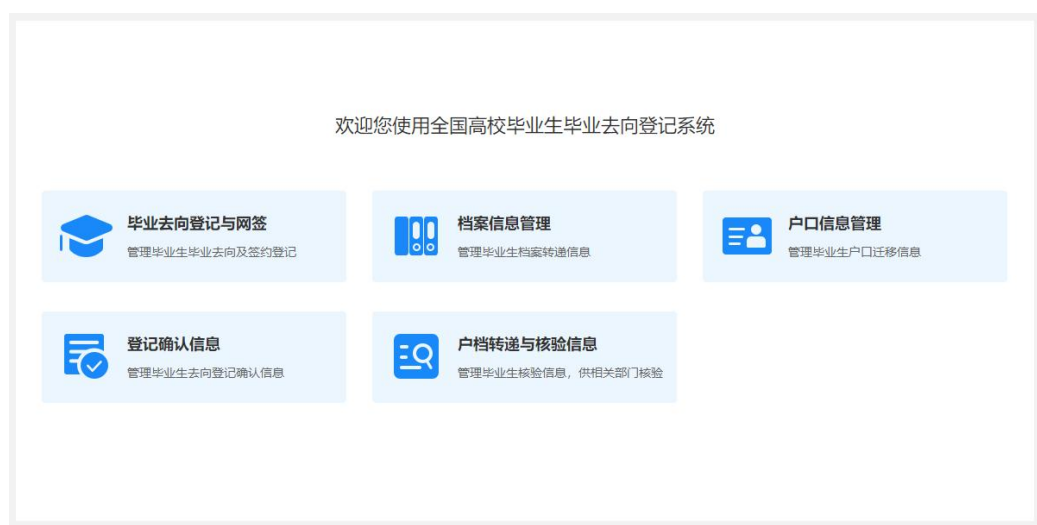 欢迎您使用全国高校毕业生毕业去向登记系统
毕业去向登记与网签
管理毕业生毕业去向及签约登记
档案信息管理
管理毕业生档案转递信息
户口信息管理
管理毕业生户口迁移信息
登记确认信息
管理毕业生去向登记确认信息
户档转递与核验信息
管理毕业生核验信息，供相关部门核验